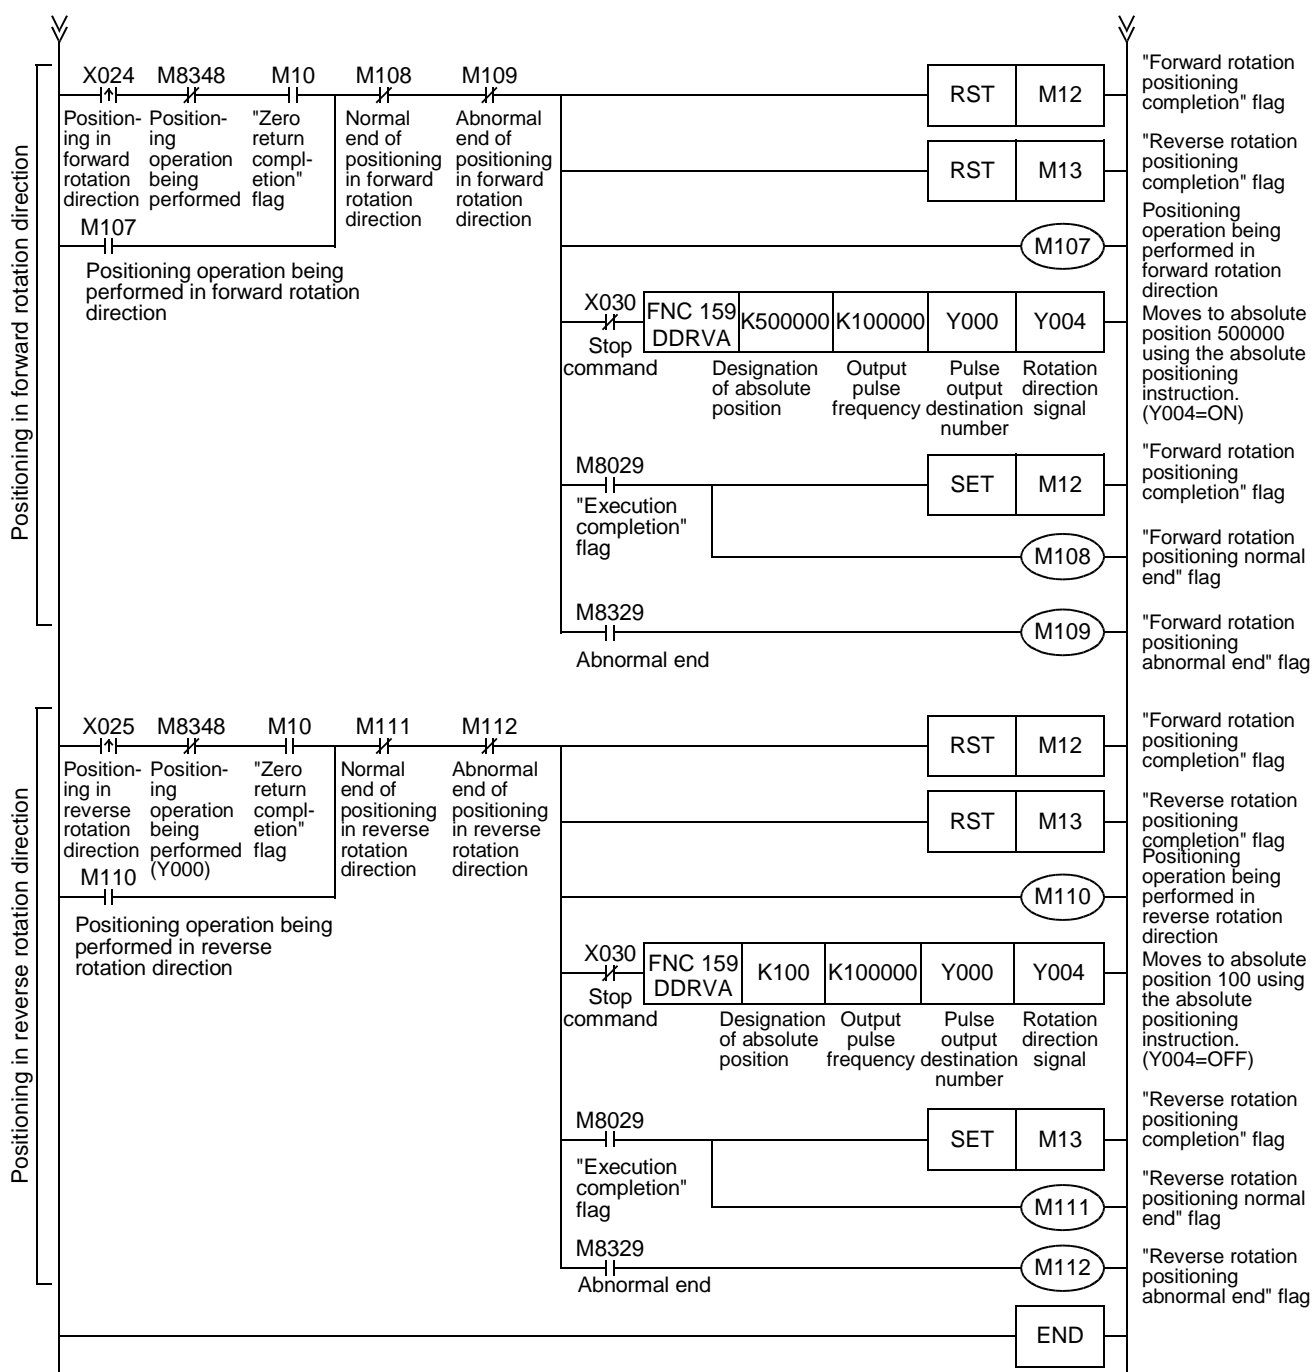 Positioning in forward rotation direction
X024 M8348 M10 M108 M109
Position-
ing in
forward
rotation
direction
Position-
ing
operation
being
performed
"Zero
return
compl-
etion"
flag
Normal
end of
positioning
in forward
rotation
direction
Abnormal
end of
positioning
in forward
rotation
direction
RST M12
"Forward rotation
positioning
completion" flag
RST M13
"Reverse rotation
positioning
completion" flag
M107
Positioning operation being
performed in forward rotation
direction
M107
Positioning
operation being
performed in
forward rotation
direction
X030
Stop
command
FNC 159
DDRVA
K500000 K100000 Y000 Y004
Designation
of absolute
position
Output
pulse
frequency
Pulse
output
destination
number
Rotation
direction
signal
Moves to absolute
position 500000
using the absolute
positioning
instruction.
(Y004=ON)
M8029
"Execution
completion"
flag
SET M12
"Forward rotation
positioning
completion" flag
M108
"Forward rotation
positioning normal
end" flag
M8329
Abnormal end
M109
"Forward rotation
positioning
abnormal end" flag
Positioning in reverse rotation direction
X025 M8348 M10 M111 M112
Position-
ing in
reverse
rotation
direction
Position-
ing
operation
being
performed
(Y000)
"Zero
return
compl-
etion"
flag
Normal
end of
positioning
in reverse
rotation
direction
Abnormal
end of
positioning
in reverse
rotation
direction
RST M12
"Forward rotation
positioning
completion" flag
RST M13
"Reverse rotation
positioning
completion" flag
M110
Positioning operation being
performed in reverse
rotation direction
M110
Positioning
operation being
performed in
reverse rotation
direction
X030
Stop
command
FNC 159
DDRVA
K100 K100000 Y000 Y004
Designation
of absolute
position
Output
pulse
frequency
Pulse
output
destination
number
Rotation
direction
signal
Moves to absolute
position 100 using
the absolute
positioning
instruction.
(Y004=OFF)
M8029
"Execution
completion"
flag
SET M13
"Reverse rotation
positioning
completion" flag
M111
"Reverse rotation
positioning normal
end" flag
M8329
Abnormal end
M112
"Reverse rotation
positioning
abnormal end" flag
END